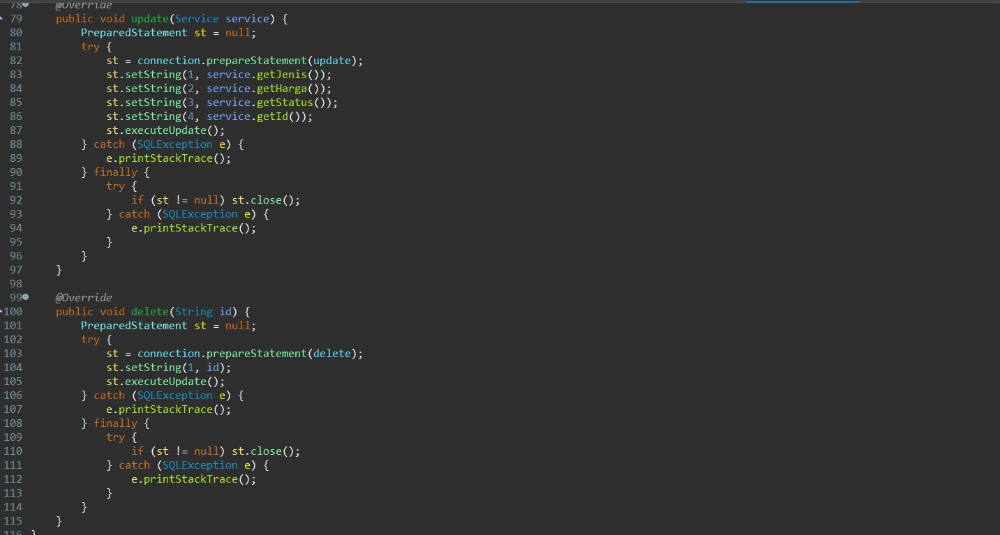 78 @Override
79 public void update(Service service) {
80 PreparedStatement st = null;
81 try {
82 st = connection.prepareStatement(update);
83 st.setString(1, service.getJenis());
84 st.setString(2, service.getHarga());
85 st.setString(3, service.getStatus());
86 st.setString(4, service.getId());
87 st.executeUpdate();
88 } catch (SQLException e) {
89 e.printStackTrace();
90 } finally {
91 try {
92 if (st != null) st.close();
93 } catch (SQLException e) {
94 e.printStackTrace();
95 }
96 }
97 }
98
99 @Override
100 public void delete(String id) {
101 PreparedStatement st = null;
102 try {
103 st = connection.prepareStatement(delete);
104 st.setString(1, id);
105 st.executeUpdate();
106 } catch (SQLException e) {
107 e.printStackTrace();
108 } finally {
109 try {
110 if (st != null) st.close();
111 } catch (SQLException e) {
112 e.printStackTrace();
113 }
114 }
115 }
116 }